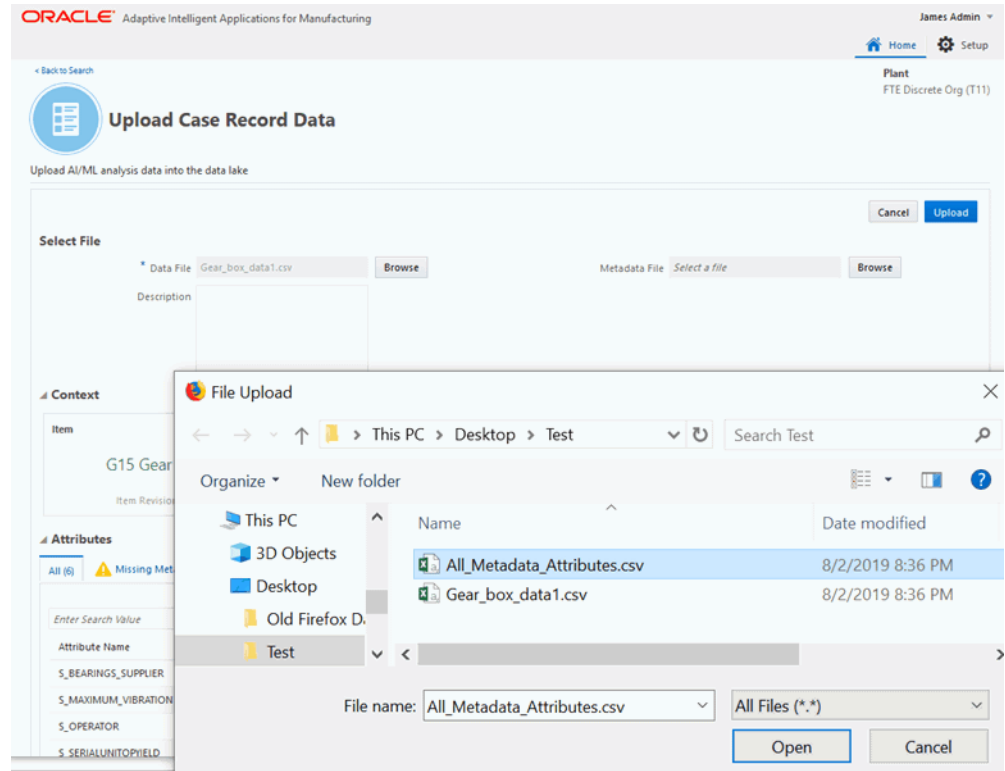 ORACLE Adaptive Intelligent Applications for Manufacturing
James Admin
Home
Setup
< Back to Search
Plant
FTE Discrete Org (T11)
Upload Case Record Data
Upload AI/ML analysis data into the data lake
Cancel
Upload
Select File
* Data File Gear_box_data1.csv Browse
Metadata File Select a file Browse
Description
Context
Item
G15 Gear
Item Revision
Attributes
All (6)
Missing Met
Enter Search Value
Attribute Name
S_BEARINGS_SUPPLIER
S_MAXIMUM_VIBRATION
S_OPERATOR
S_SERIALUNITOPYIELD
File Upload
> This PC > Desktop > Test
Search Test
Organize
New folder
?
This PC
3D Objects
Desktop
Old Firefox D
Test
Name
Date modified
All_Metadata_Attributes.csv 8/2/2019 8:36 PM
Gear_box_data1.csv 8/2/2019 8:36 PM
File name: All_Metadata_Attributes.csv
All Files (*.*)
Open
Cancel